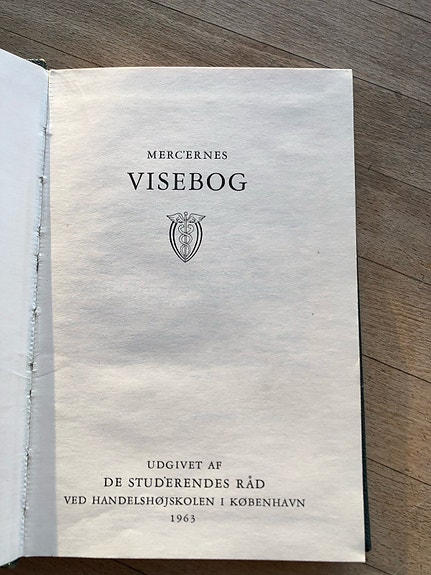 MERC'ERNES
VISEBOG
UDGIVET AF
DE STUD'ERENDES RÅD
VED HANDELSHØJSKOLEN I KØBENHAVN
1963